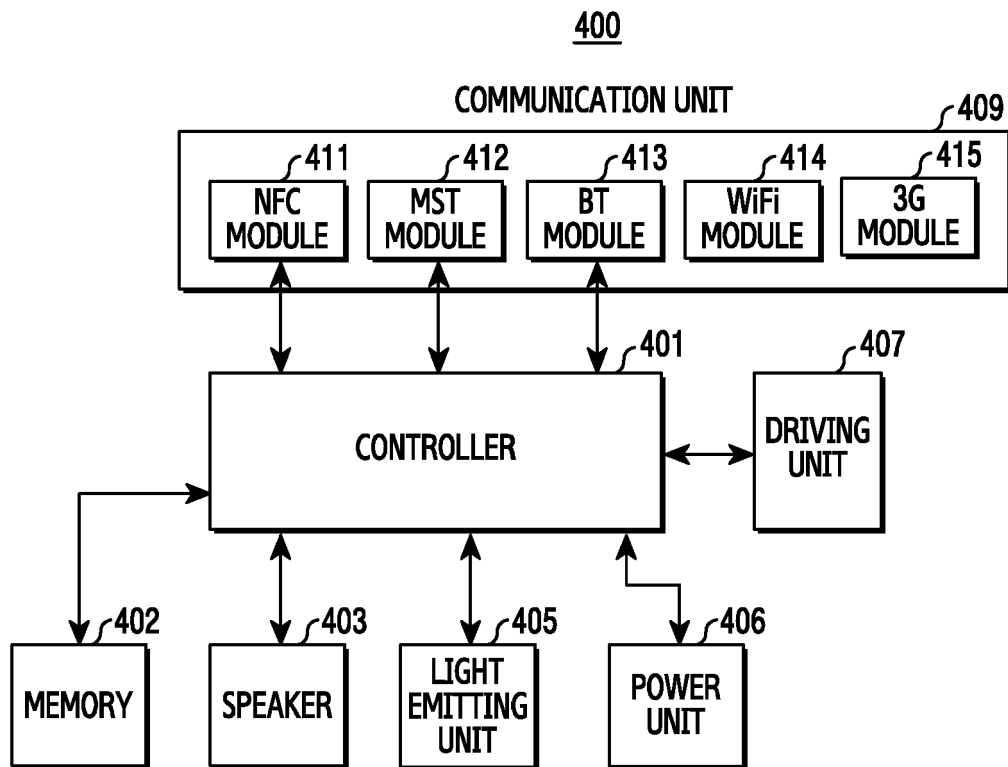 400
COMMUNICATION UNIT
409
411
NFC
MODULE
412
MST
MODULE
413
BT
MODULE
414
WiFi
MODULE
415
3G
MODULE
401
CONTROLLER
407
DRIVING
UNIT
402
MEMORY
403
SPEAKER
405
LIGHT
EMITTING
UNIT
406
POWER
UNIT